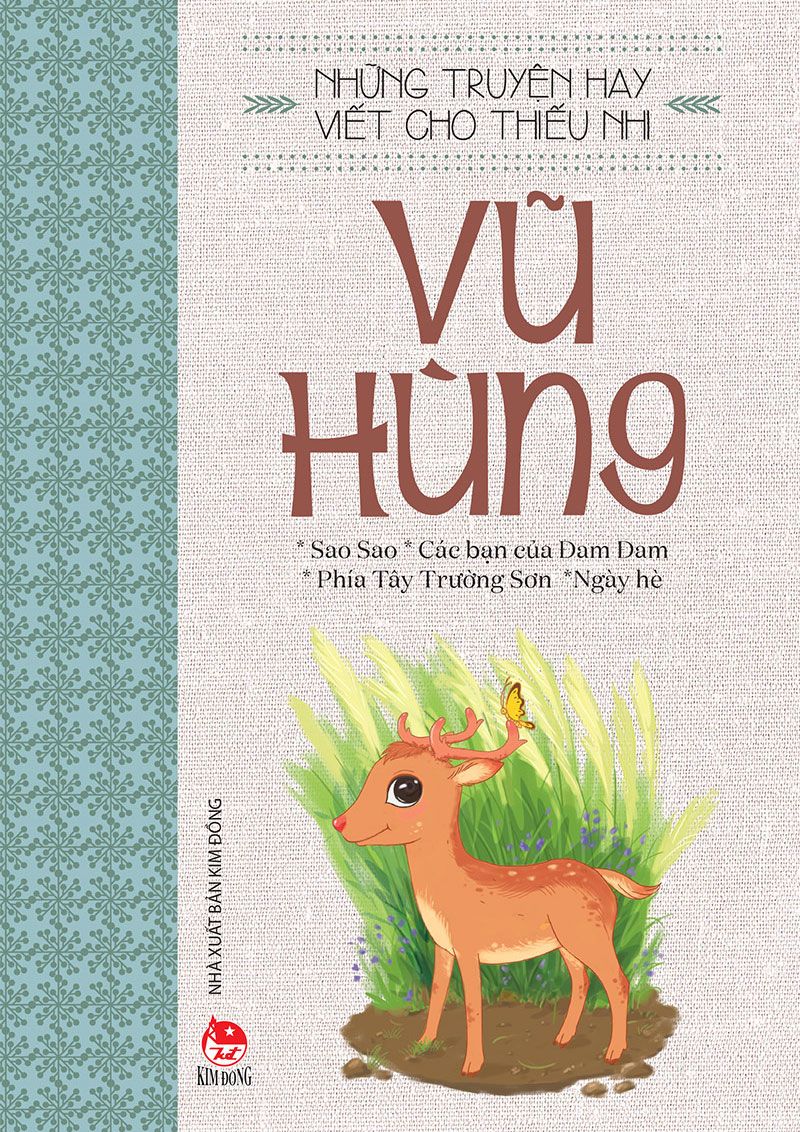 NHỮNG TRUYỆN HAY
VIẾT CHO THIẾU NHI
VŨ
HÙNG
* Sao Sao * Các bạn của Đam Đam
* Phía Tây Trường Sơn *Ngày hè
NHÀ XUẤT BẢN KIM ĐỒNG
KIM ĐỒNG